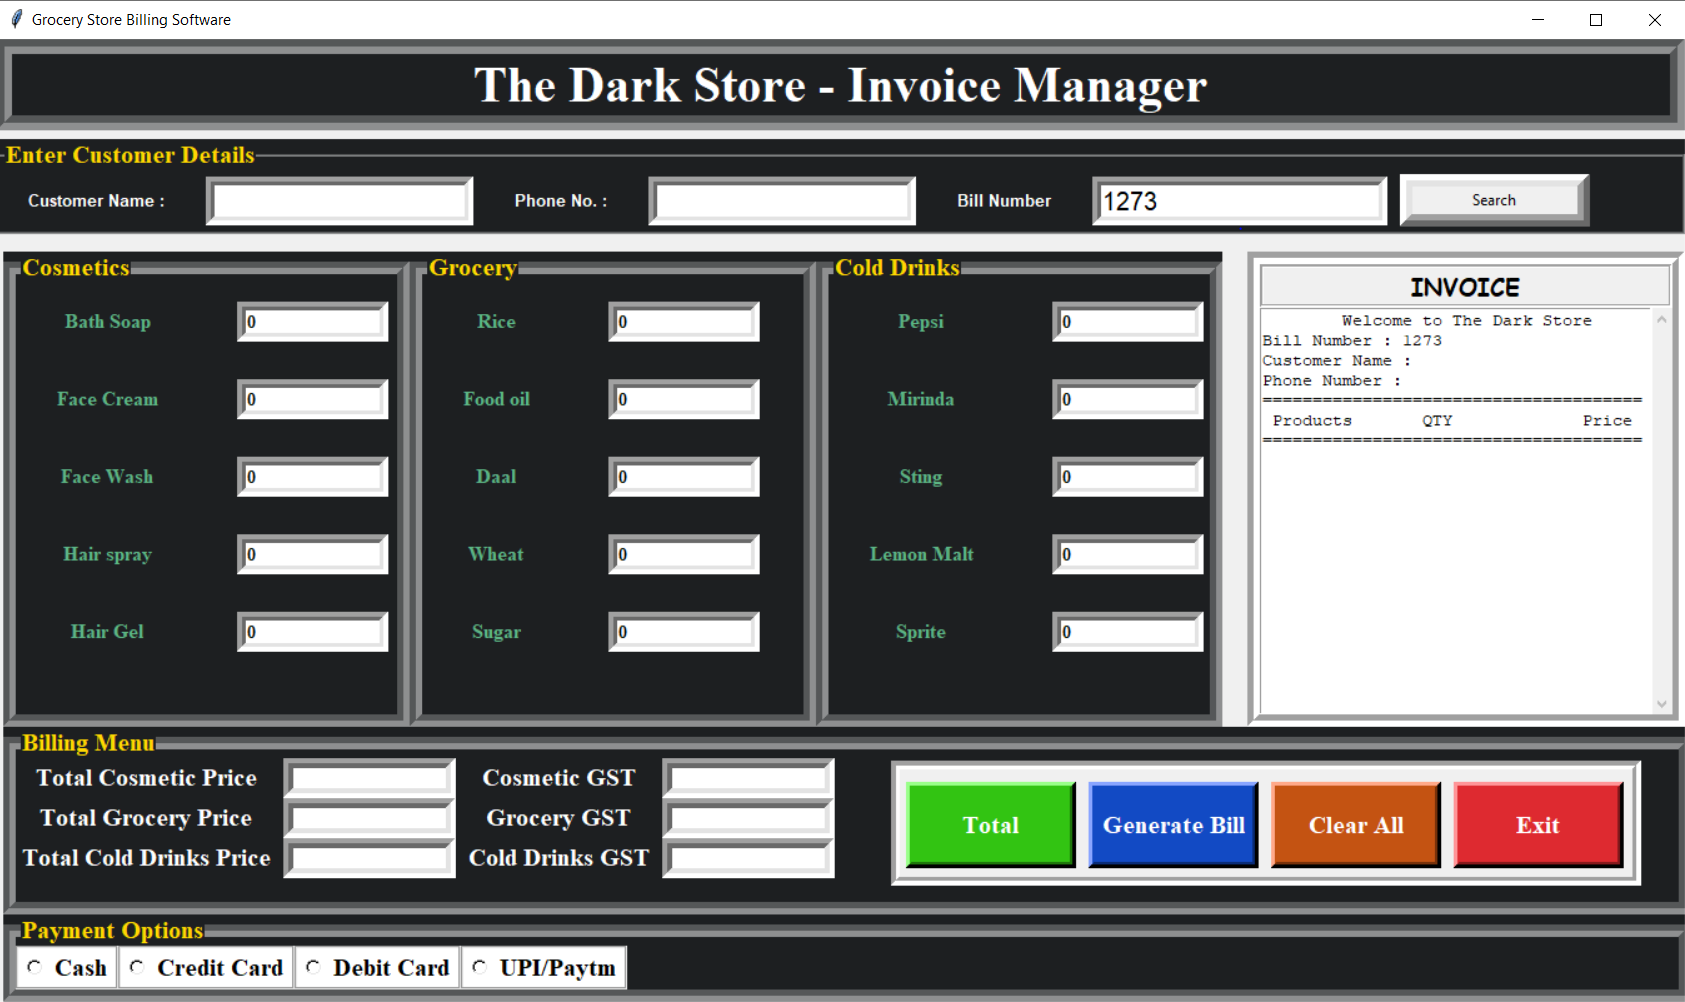 Grocery Store Billing Software
The Dark Store - Invoice Manager
Enter Customer Details
Customer Name :
Phone No. :
Bill Number
1273
Search
Cosmetics
Bath Soap 0
Face Cream 0
Face Wash 0
Hair spray 0
Hair Gel 0
Grocery
Rice 0
Food oil 0
Daal 0
Wheat 0
Sugar 0
Cold Drinks
Pepsi 0
Mirinda 0
Sting 0
Lemon Malt 0
Sprite 0
INVOICE
Welcome to The Dark Store
Bill Number : 1273
Customer Name :
Phone Number :
======================================
Products QTY Price
======================================
Billing Menu
Total Cosmetic Price
Cosmetic GST
Total Grocery Price
Grocery GST
Total Cold Drinks Price
Cold Drinks GST
Total
Generate Bill
Clear All
Exit
Payment Options
Cash
Credit Card
Debit Card
UPI/Paytm